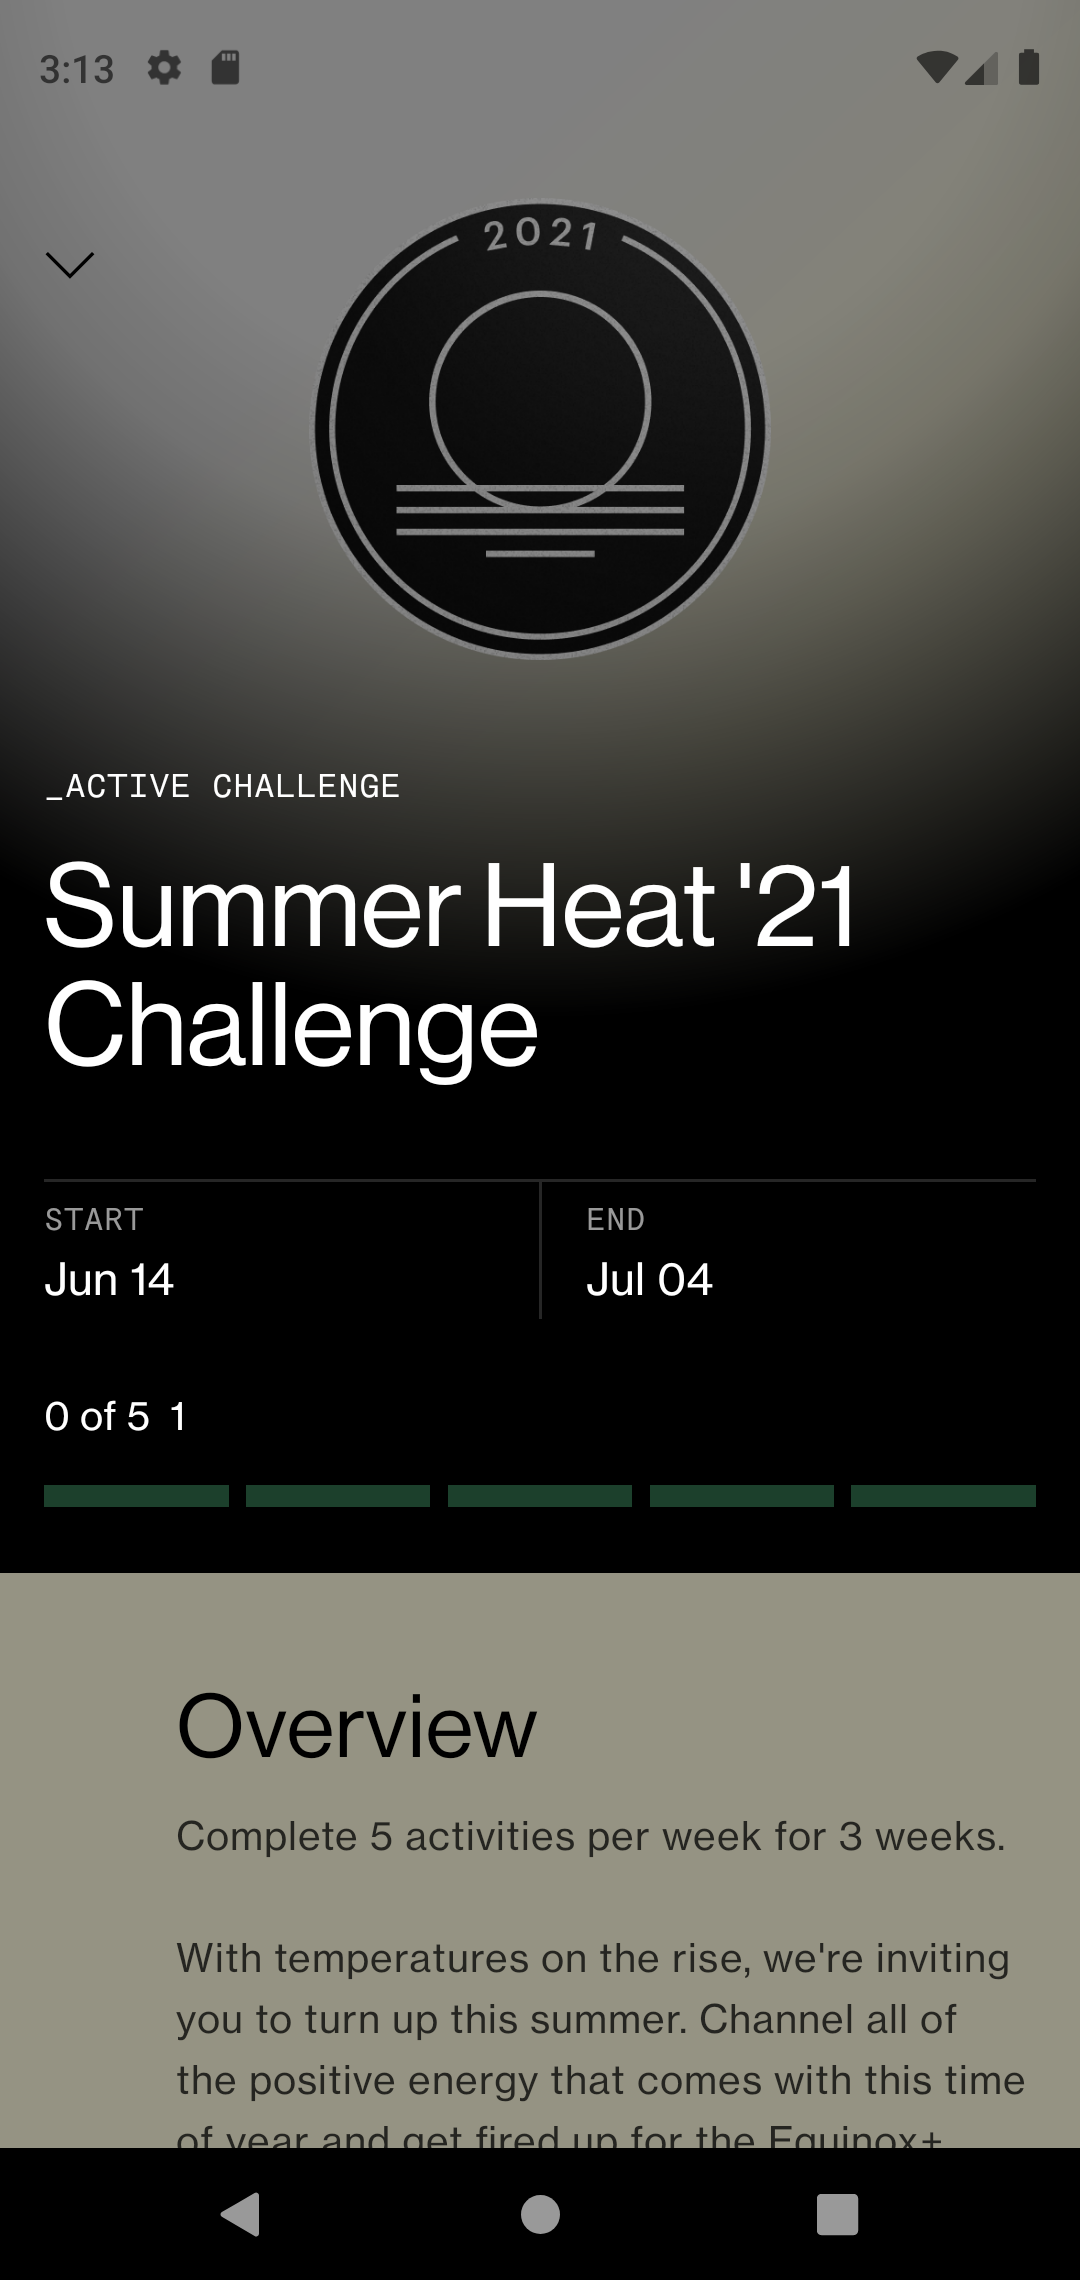 3:13
2021
_ACTIVE CHALLENGE
Summer Heat '21
Challenge
START
Jun 14
END
Jul 04
0 of 5 1
Overview
Complete 5 activities per week for 3 weeks.
With temperatures on the rise, we're inviting
you to turn up this summer. Channel all of
the positive energy that comes with this time
of year and get fired up for the Equinox+